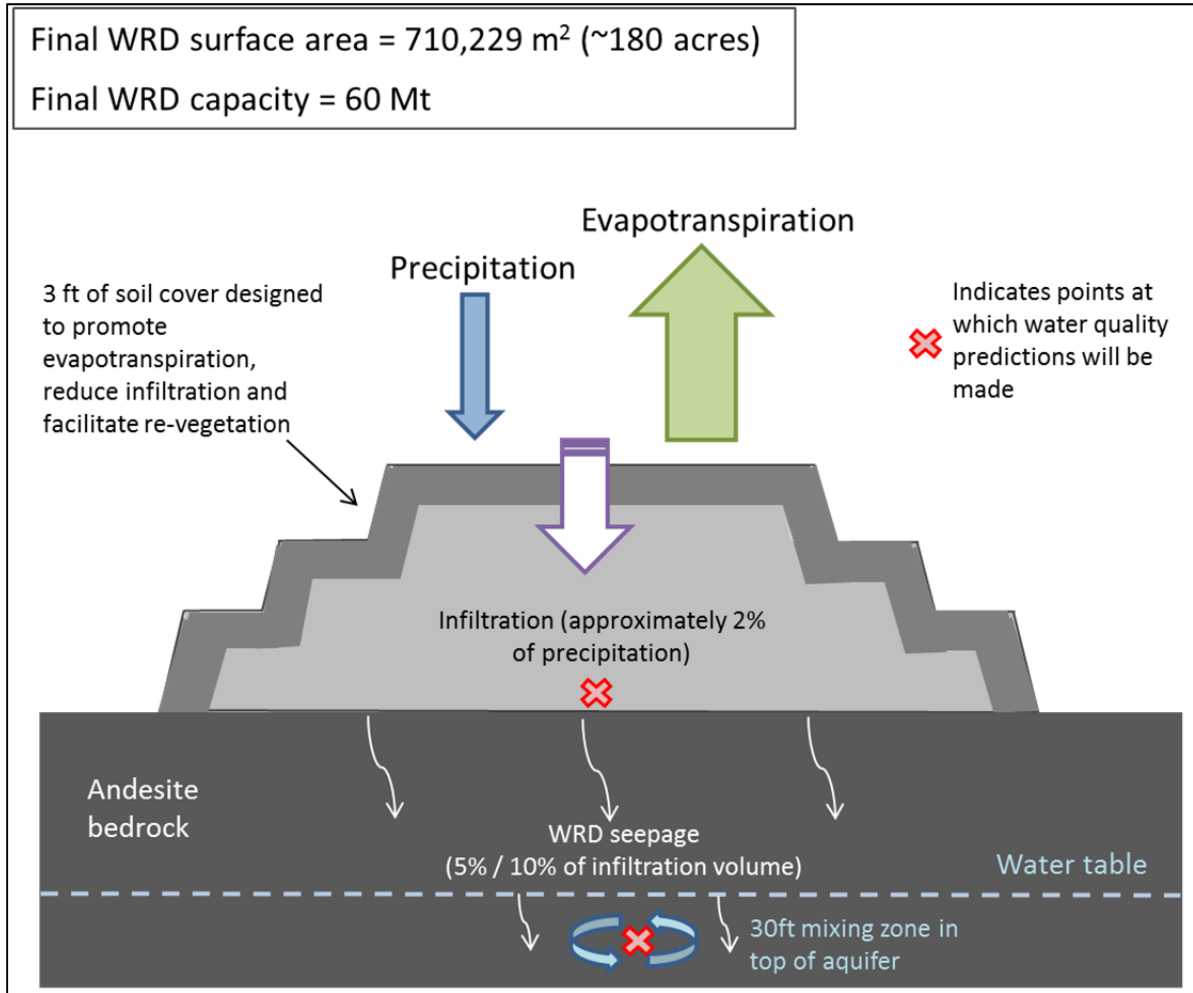 Final WRD surface area = 710,229 m² (~180 acres)
Final WRD capacity = 60 Mt
Evapotranspiration
Precipitation
3 ft of soil cover designed
to promote
evapotranspiration,
reduce infiltration and
facilitate re-vegetation
Indicates points at
which water quality
predictions will be
made
Infiltration (approximately 2%
of precipitation)
Andesite
bedrock
WRD seepage
(5% / 10% of infiltration volume)
Water table
30ft mixing zone in
top of aquifer